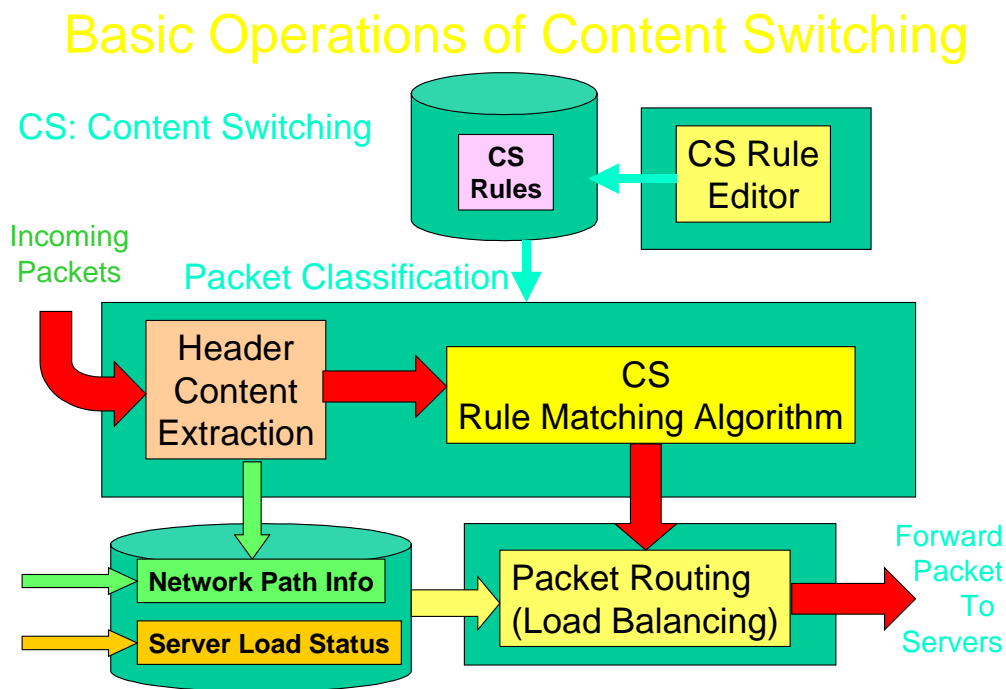 Basic Operations of Content Switching
CS: Content Switching
CS
Rules
CS Rule
Editor
Incoming
Packets
Packet Classification
Header
Content
Extraction
CS
Rule Matching Algorithm
Network Path Info
Server Load Status
Packet Routing
(Load Balancing)
Forward
Packet
To
Servers